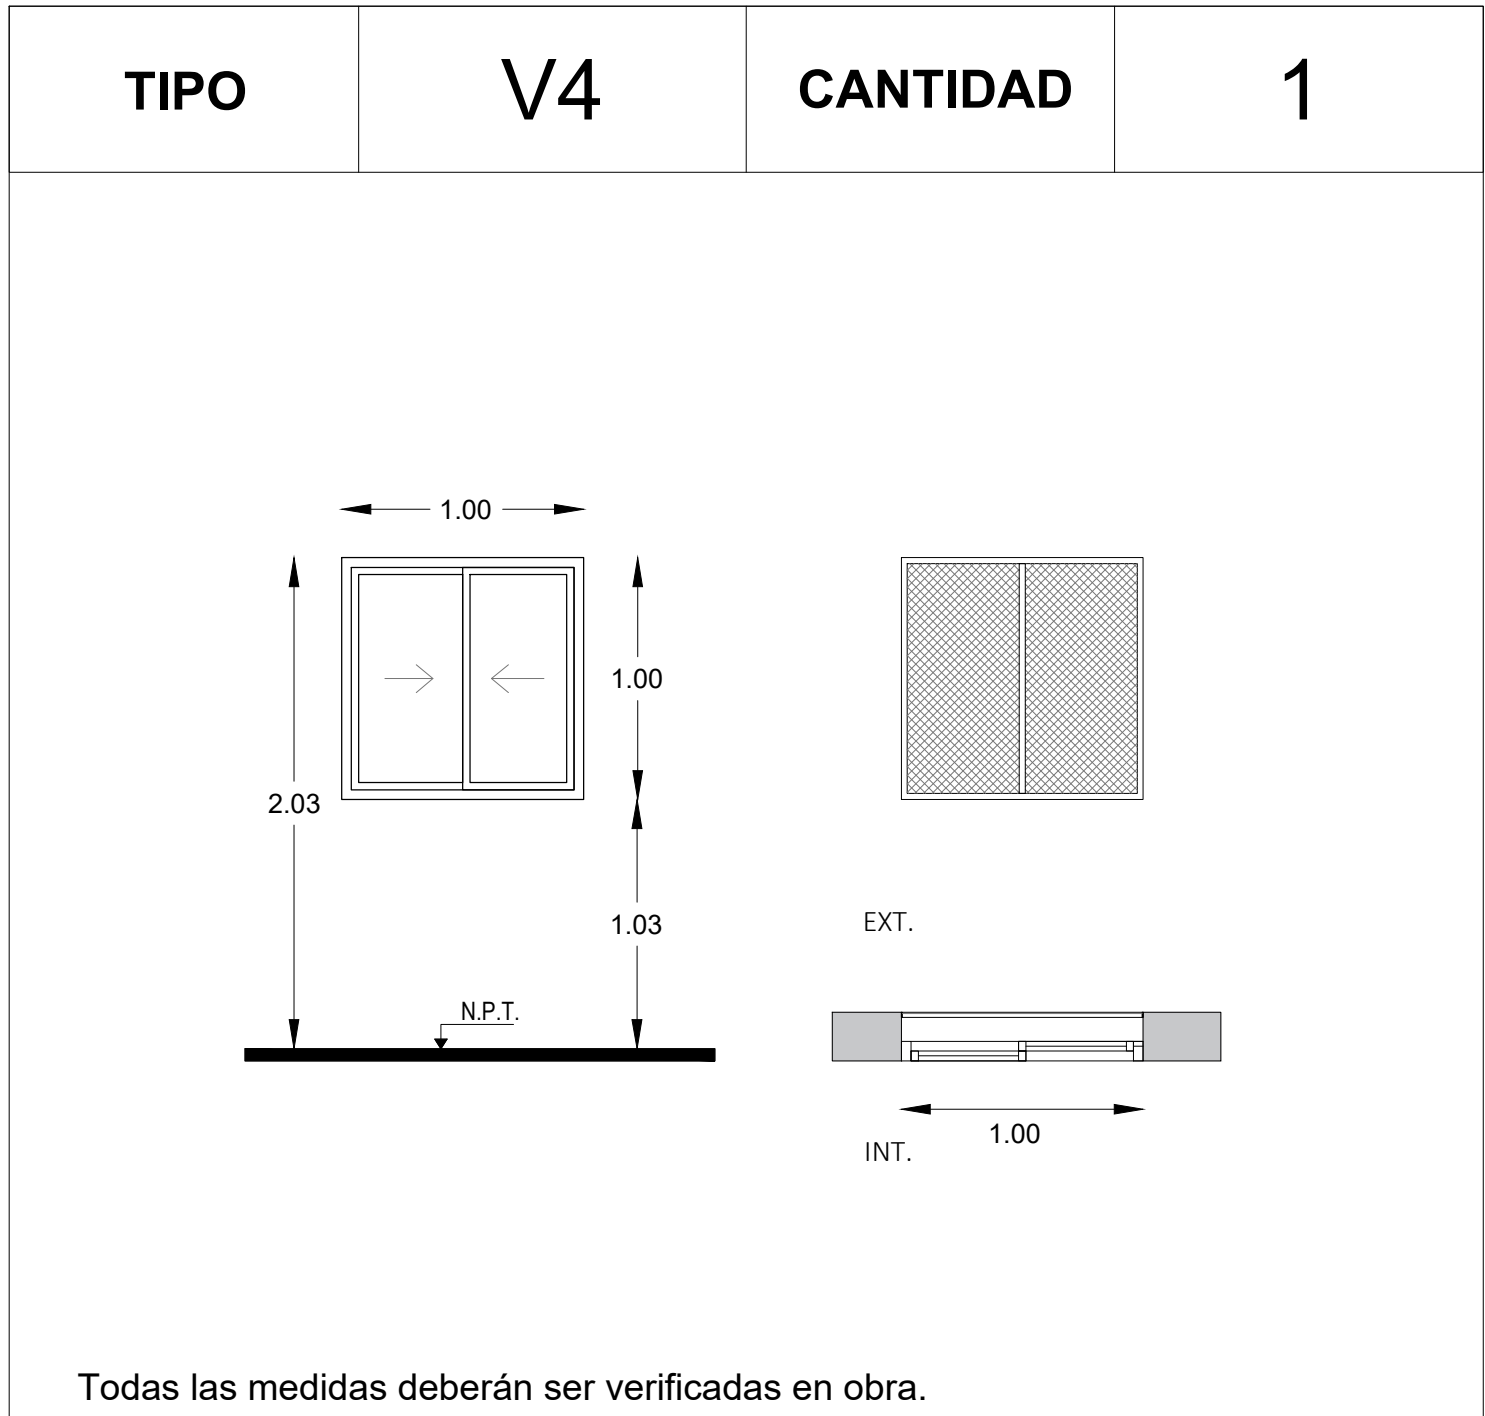 TIPO V4 CANTIDAD 1
1.00
1.00
2.03
1.03
EXT.
N.P.T.
1.00
INT.
Todas las medidas deberán ser verificadas en obra.